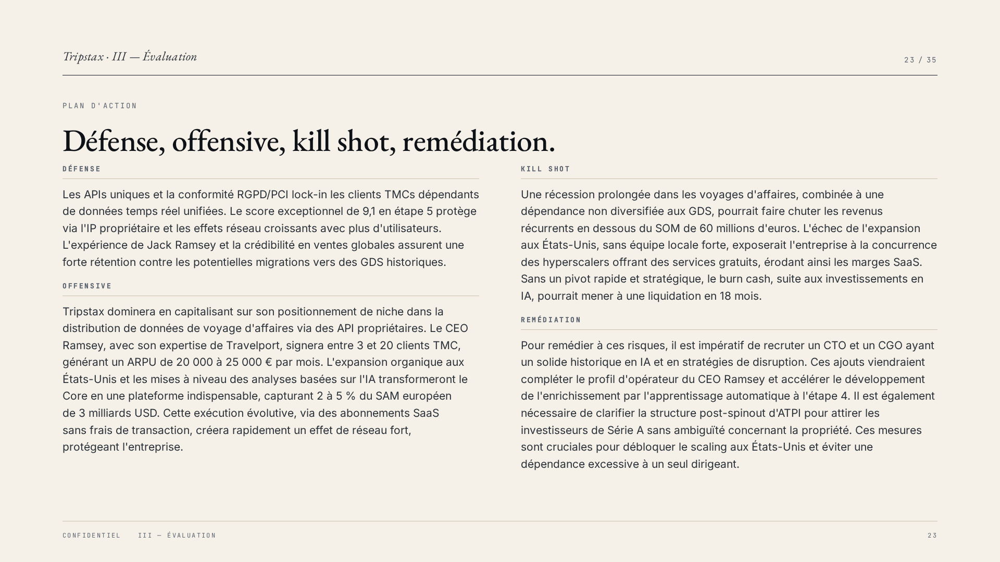 Tripstax · III — Évaluation
23 / 35
PLAN D'ACTION
Défense, offensive, kill shot, remédiation.
DÉFENSE
Les APIs uniques et la conformité RGPD/PCI lock-in les clients TMCs dépendants
de données temps réel unifiées. Le score exceptionnel de 9,1 en étape 5 protège
via l'IP propriétaire et les effets réseau croissants avec plus d'utilisateurs.
L'expérience de Jack Ramsey et la crédibilité en ventes globales assurent une
forte rétention contre les potentielles migrations vers des GDS historiques.
OFFENSIVE
Tripstax dominera en capitalisant sur son positionnement de niche dans la
distribution de données de voyage d'affaires via des API propriétaires. Le CEO
Ramsey, avec son expertise de Travelport, signera entre 3 et 20 clients TMC,
générant un ARPU de 20 000 à 25 000 € par mois. L'expansion organique aux
États-Unis et les mises à niveau des analyses basées sur l'IA transformeront le
Core en une plateforme indispensable, capturant 2 à 5 % du SAM européen
de 3 milliards USD. Cette exécution évolutive, via des abonnements SaaS
sans frais de transaction, créera rapidement un effet de réseau fort,
protégeant l'entreprise.
KILL SHOT
Une récession prolongée dans les voyages d'affaires, combinée à une
dépendance non diversifiée aux GDS, pourrait faire chuter les revenus
récurrents en dessous du SOM de 60 millions d'euros. L'échec de l'expansion
aux États-Unis, sans équipe locale forte, exposerait l'entreprise à la concurrence
des hyperscalers offrant des services gratuits, érodant ainsi les marges SaaS.
Sans un pivot rapide et stratégique, le burn cash, suite aux investissements en
IA, pourrait mener à une liquidation en 18 mois.
REMÉDIATION
Pour remédier à ces risques, il est impératif de recruter un CTO et un CGO ayant
un solide historique en IA et en stratégies de disruption. Ces ajouts viendraient
compléter le profil d'opérateur du CEO Ramsey et accélérer le développement
de l'enrichissement par l'apprentissage automatique à l'étape 4. Il est également
nécessaire de clarifier la structure post-spinout d'ATPI pour attirer les
investisseurs de Série A sans ambiguïté concernant la propriété. Ces mesures
sont cruciales pour débloquer le scaling aux États-Unis et éviter une
dépendance excessive à un seul dirigeant.
CONFIDENTIEL III — ÉVALUATION
23